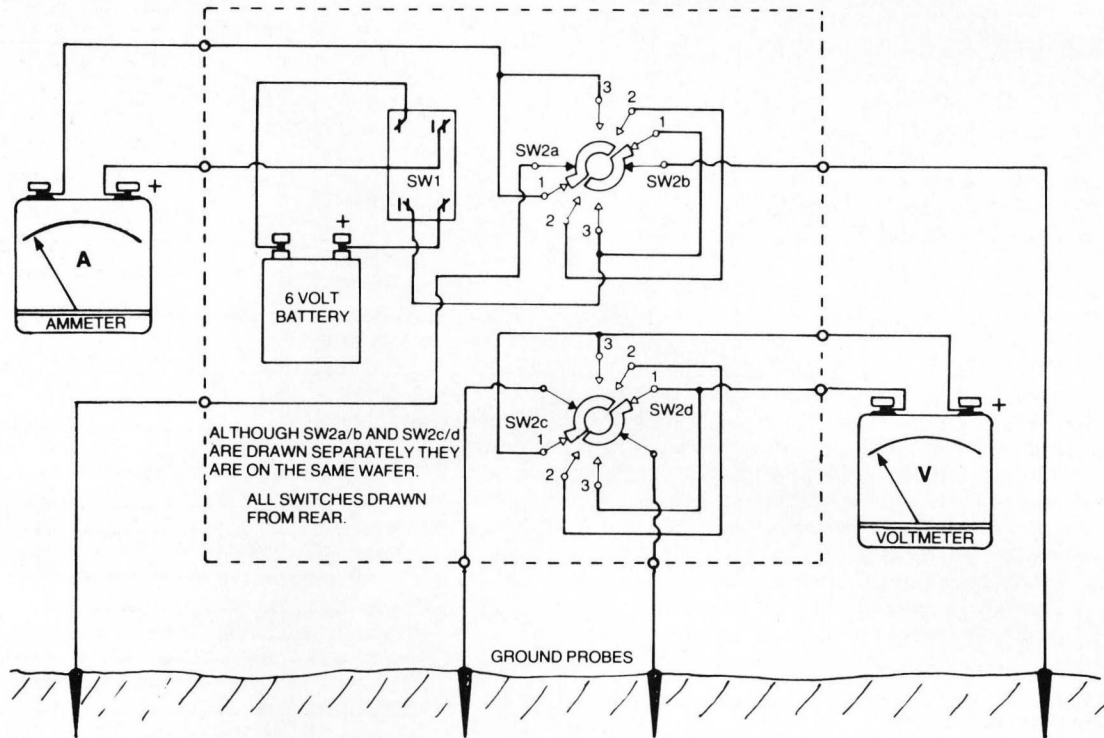 3
2
1
SW2a
+
SW1
SW2b
1
2
3
+
A
6 VOLT
BATTERY
AMMETER
3
2
1
+
SW2c
SW2d
1
2
3
ALTHOUGH SW2a/b AND SW2c/d
ARE DRAWN SEPARATELY THEY
ARE ON THE SAME WAFER.
ALL SWITCHES DRAWN
FROM REAR.
V
VOLTMETER
GROUND PROBES